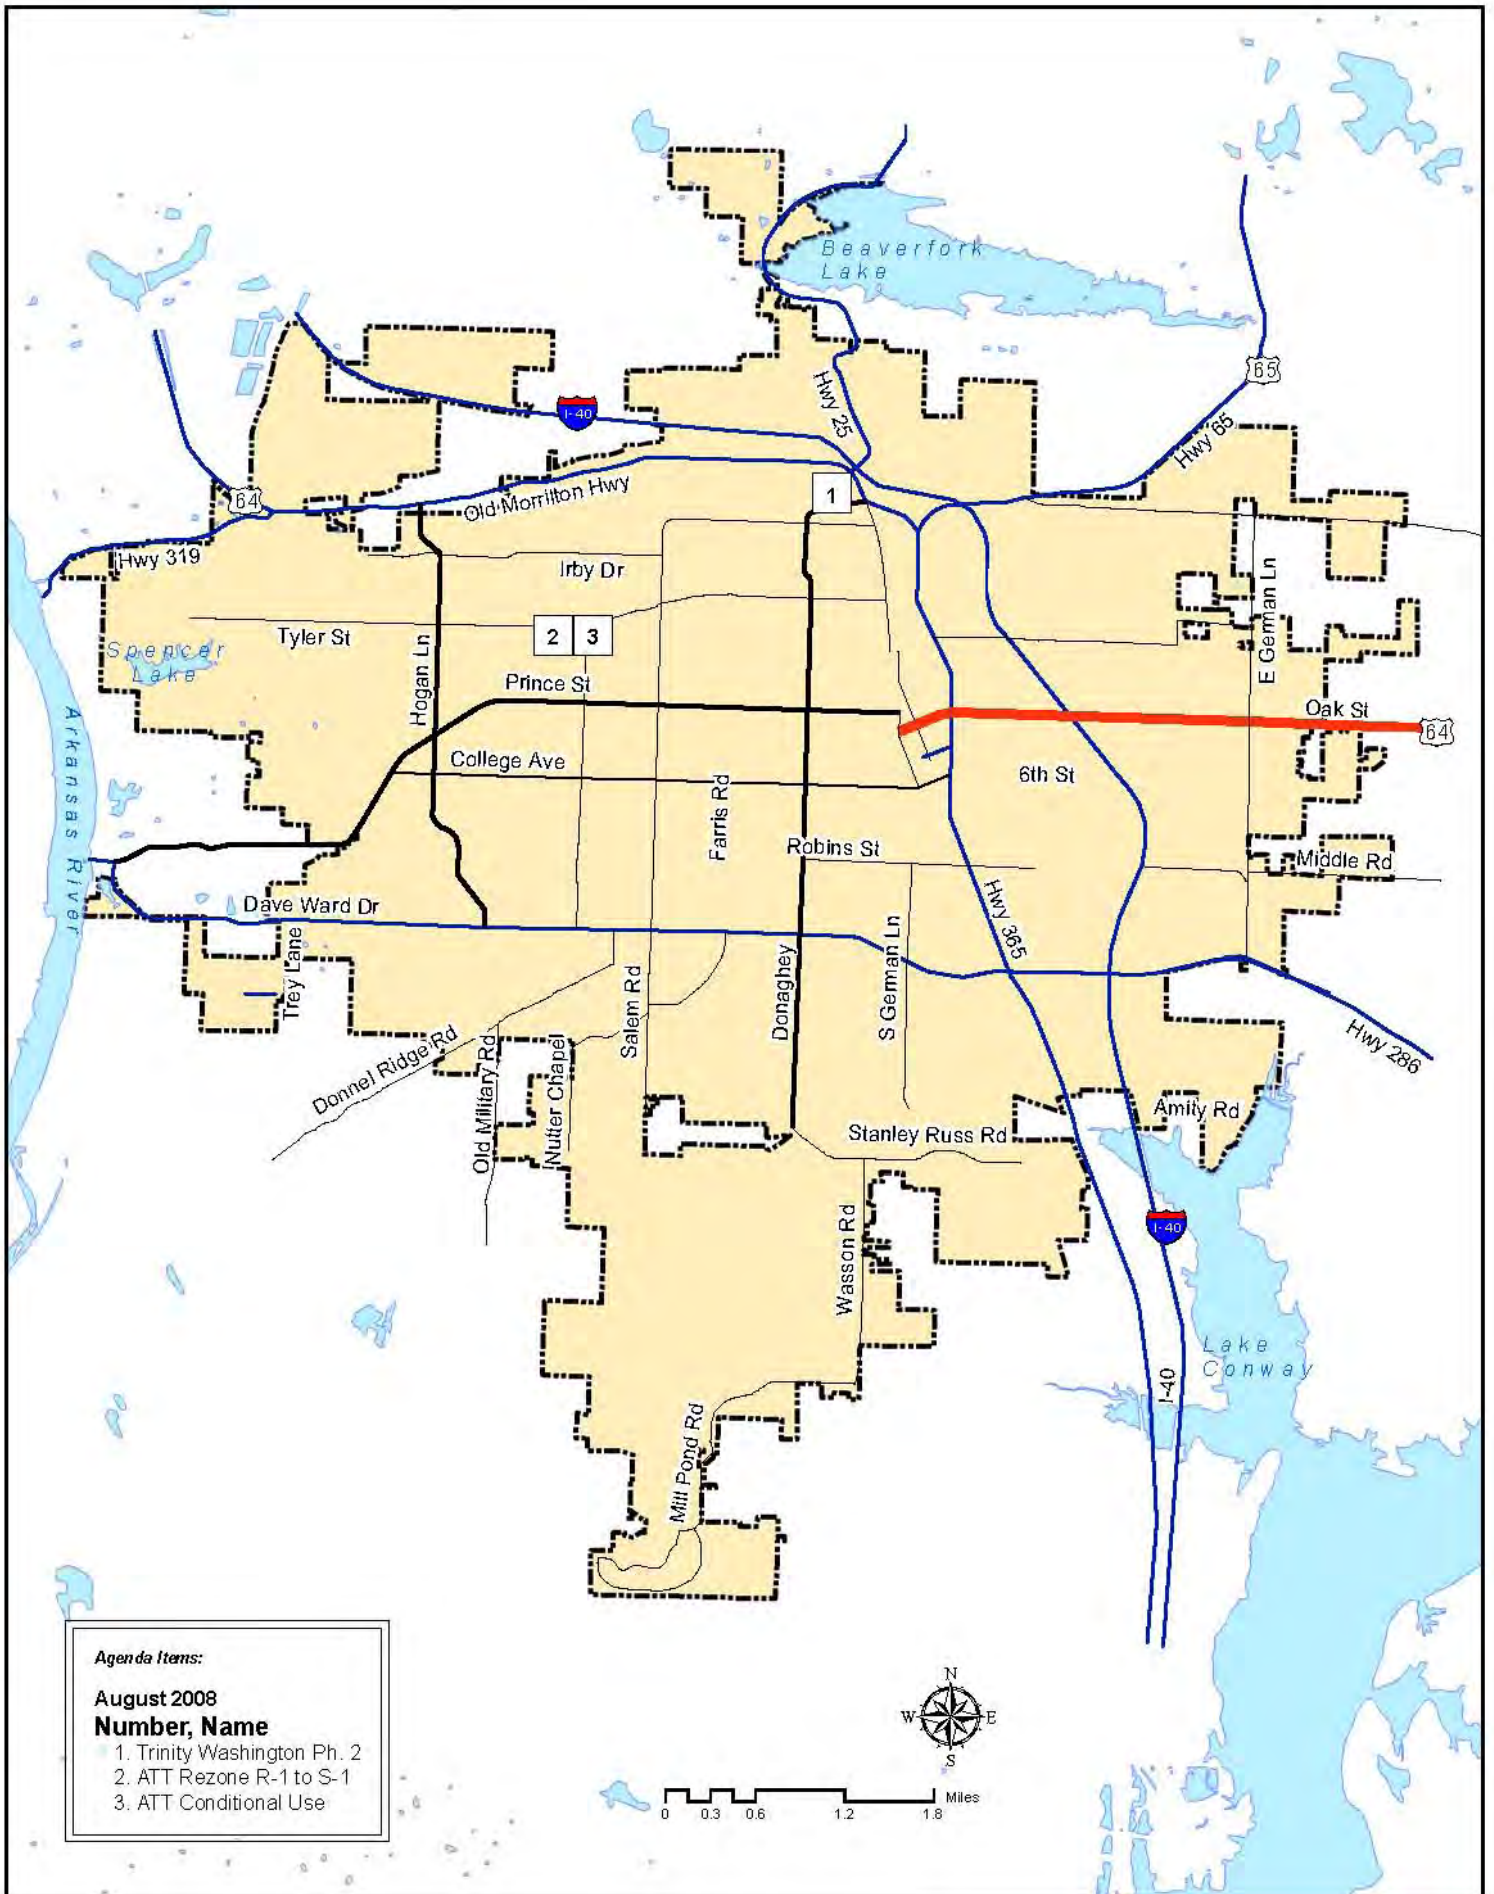 Beaverfork
Lake
65
Hwy 25
I-40
Hwy 65
64
Old Morrilton Hwy
1
Hwy 319
Irby Dr
E German Ln
Tyler St
2
3
Spencer
Lake
Hogan Ln
Prince St
Oak St
64
Arkansas River
College Ave
6th St
Farris Rd
Robins St
Middle Rd
Dave Ward Dr
Hwy 365
Trey Lane
Salem Rd
Donaghey
S German Ln
Hwy 286
Donnel Ridge Rd
Old Military Rd
Nutter Chapel
Amity Rd
Stanley Russ Rd
Wasson Rd
I-40
Lake
Conway
I-40
Mill Pond Rd
Agenda Items:
August 2008
Number, Name
1. Trinity Washington Ph. 2
2. ATT Rezone R-1 to S-1
3. ATT Conditional Use
N
W E
S
Miles
0 0.3 0.6 1.2 1.8